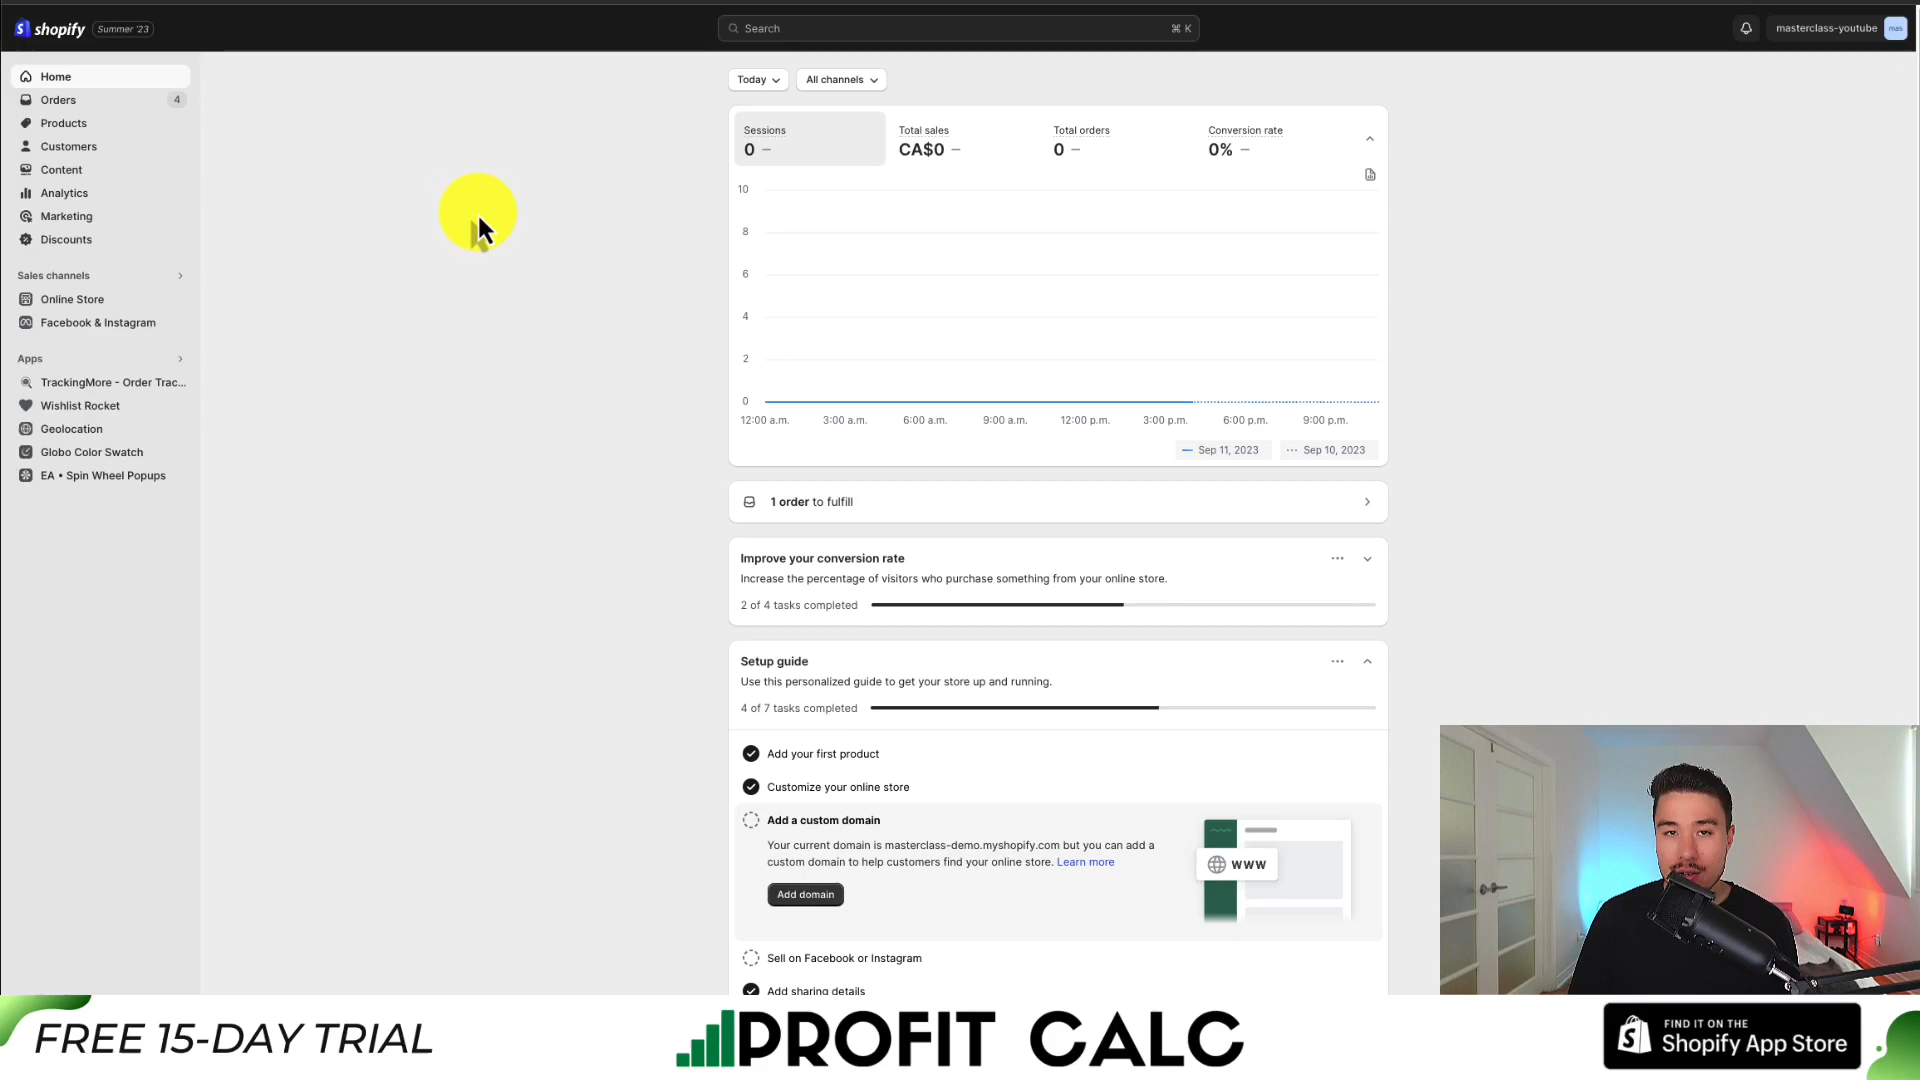 shopify Summer '23
Search ⌘ K
masterclass-youtube mas
Home
Orders 4
Products
Customers
Content
Analytics
Marketing
Discounts
Sales channels
Online Store
Facebook & Instagram
Apps
TrackingMore - Order Trac...
Wishlist Rocket
Geolocation
Globo Color Swatch
EA • Spin Wheel Popups
Today All channels
Sessions Total sales Total orders Conversion rate
0 – CA$0 – 0 – 0% –
10
8
6
4
2
0
12:00 a.m. 3:00 a.m. 6:00 a.m. 9:00 a.m. 12:00 p.m. 3:00 p.m. 6:00 p.m. 9:00 p.m.
Sep 11, 2023 Sep 10, 2023
1 order to fulfill
Improve your conversion rate
Increase the percentage of visitors who purchase something from your online store.
2 of 4 tasks completed
Setup guide
Use this personalized guide to get your store up and running.
4 of 7 tasks completed
Add your first product
Customize your online store
Add a custom domain
Your current domain is masterclass-demo.myshopify.com but you can add a
custom domain to help customers find your online store. Learn more
Add domain
WWW
Sell on Facebook or Instagram
Add sharing details
FREE 15-DAY TRIAL
PROFIT CALC
FIND IT ON THE
Shopify App Store